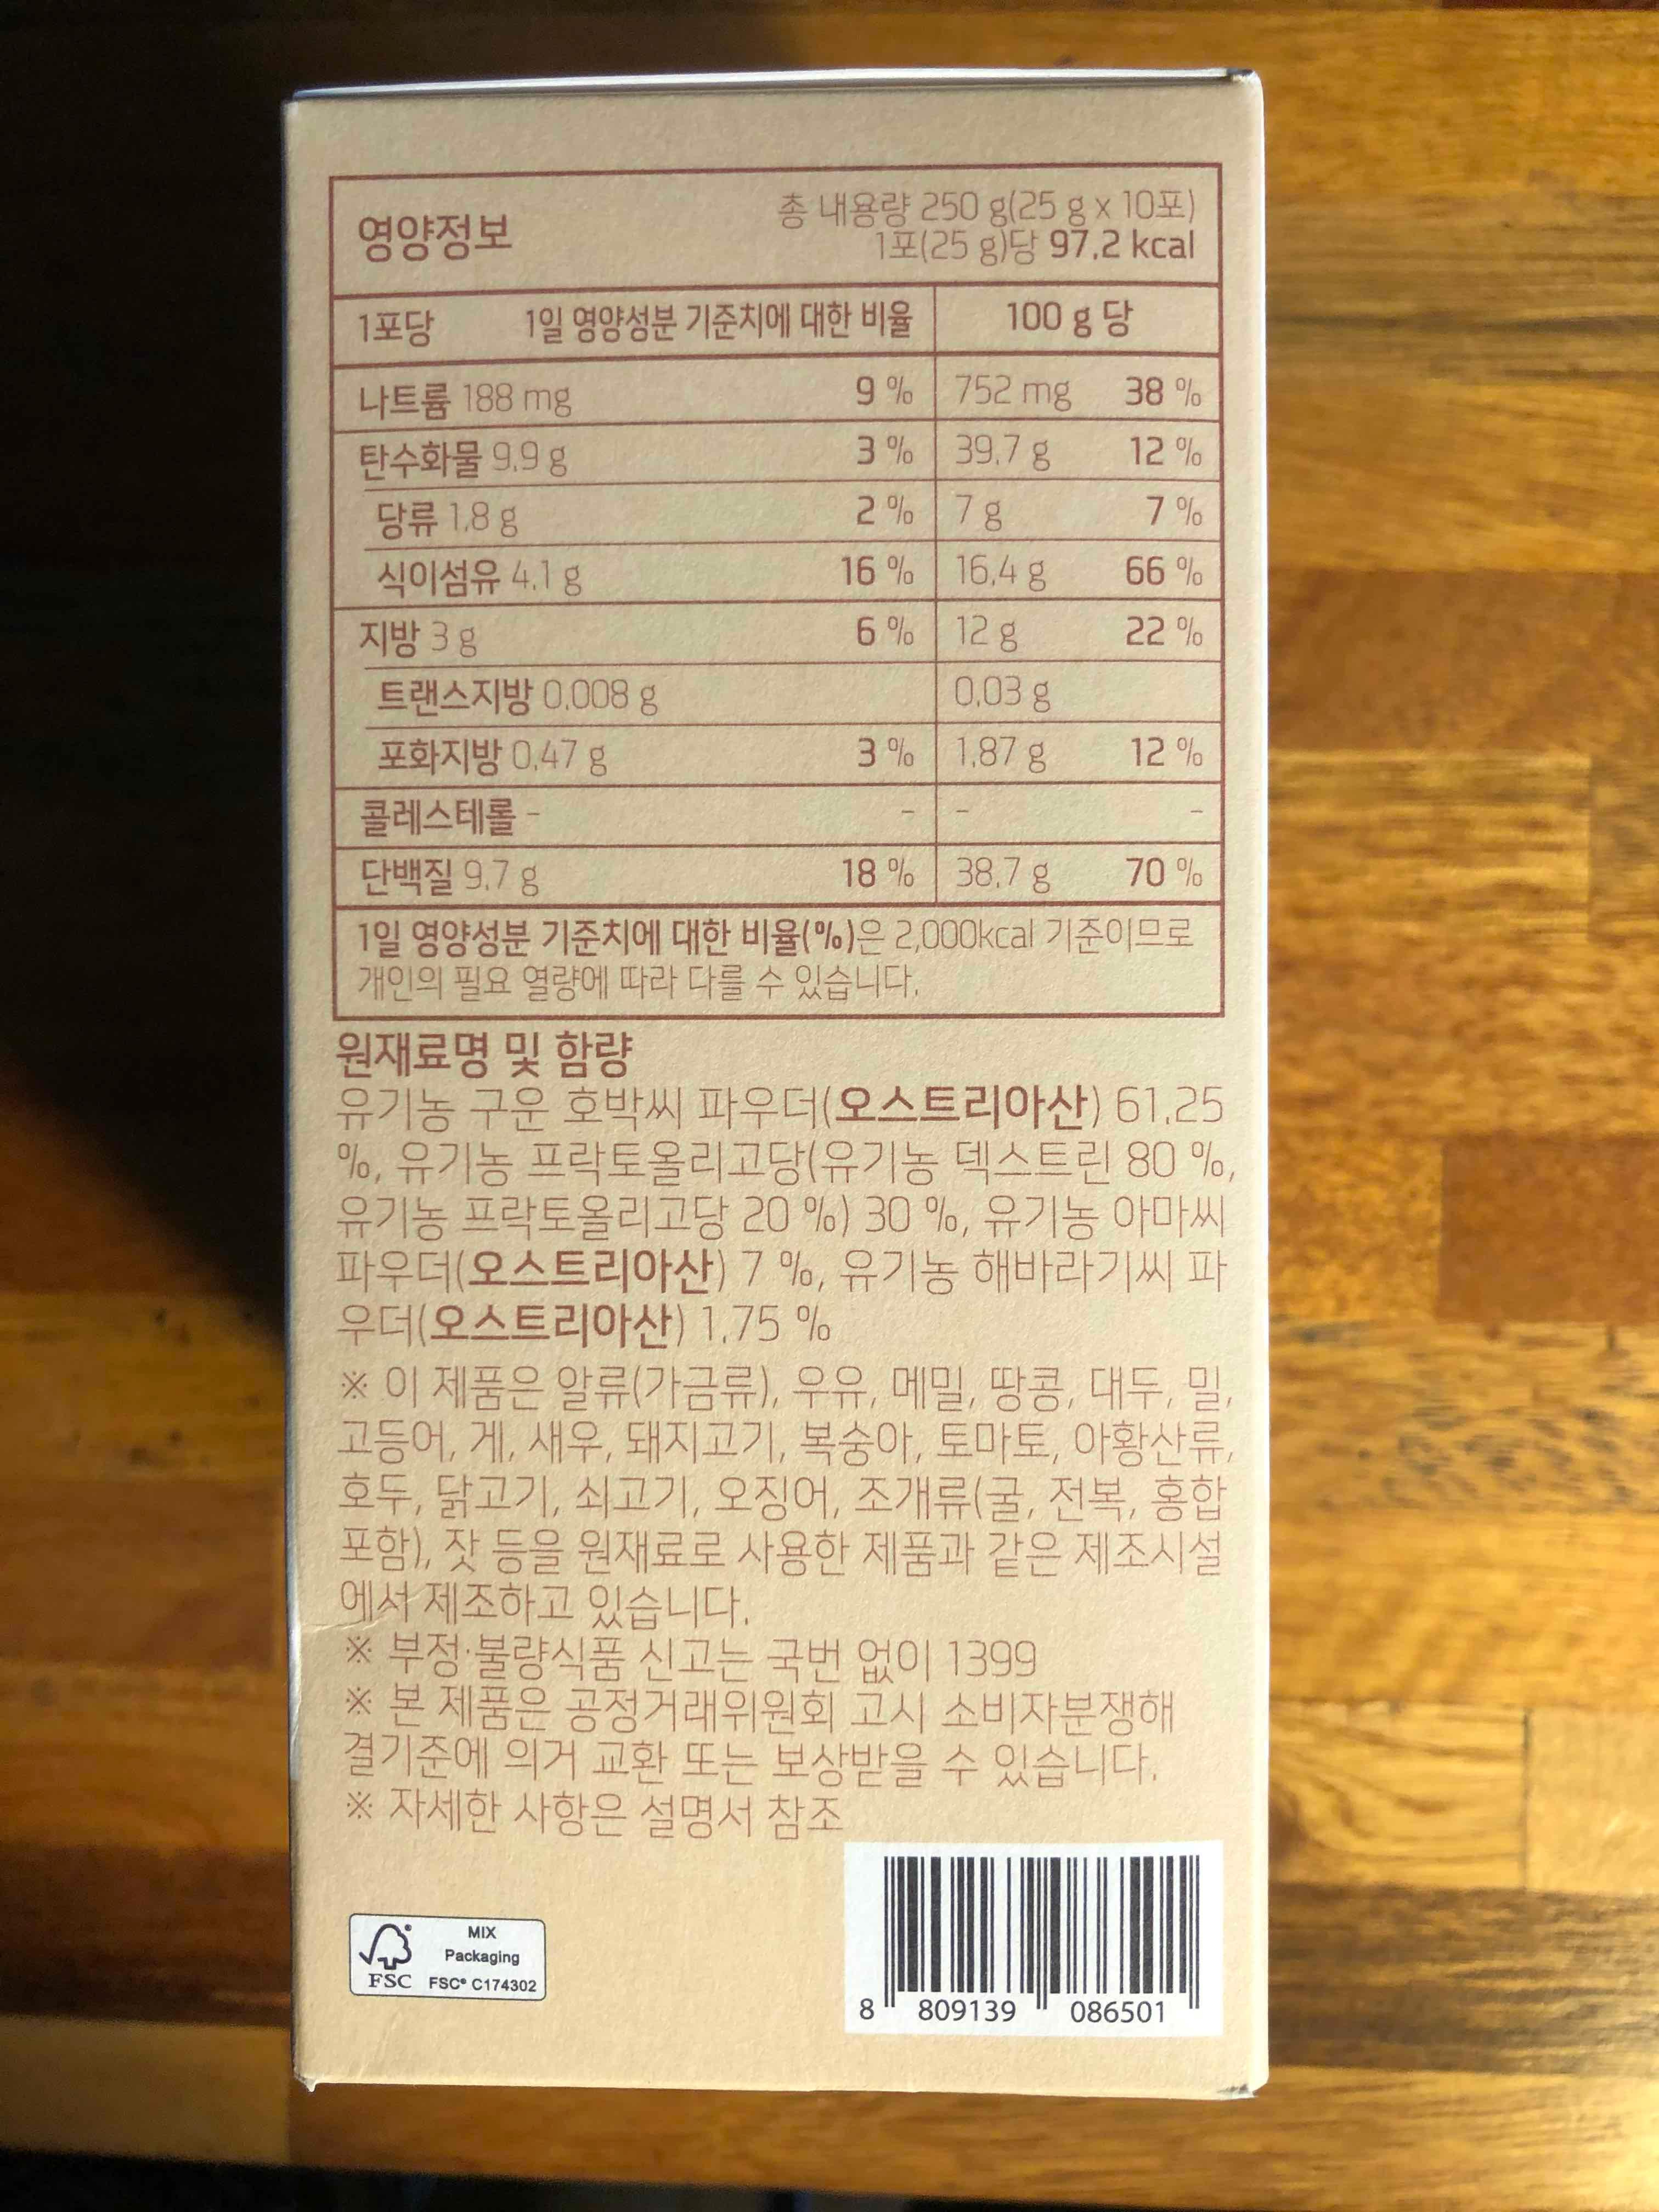 영양정보
총 내용량 250 g(25 g x 10포)
1포(25 g)당 97.2 kcal
1포당 1일 영양성분 기준치에 대한 비율 100 g 당
나트륨 188 mg 9 % 752 mg 38 %
탄수화물 9.9 g 3 % 39.7 g 12 %
당류 1.8 g 2 % 7 g 7 %
식이섬유 4.1 g 16 % 16.4 g 66 %
지방 3 g 6 % 12 g 22 %
트랜스지방 0.008 g 0.03 g
포화지방 0.47 g 3 % 1.87 g 12 %
콜레스테롤 - - - -
단백질 9.7 g 18 % 38.7 g 70 %
1일 영양성분 기준치에 대한 비율(%)은 2,000kcal 기준이므로
개인의 필요 열량에 따라 다를 수 있습니다.
원재료명 및 함량
유기농 구운 호박씨 파우더(오스트리아산) 61.25
%, 유기농 프락토올리고당(유기농 덱스트린 80 %,
유기농 프락토올리고당 20 %) 30 %, 유기농 아마씨
파우더(오스트리아산) 7 %, 유기농 해바라기씨 파
우더(오스트리아산) 1.75 %
※ 이 제품은 알류(가금류), 우유, 메밀, 땅콩, 대두, 밀,
고등어, 게, 새우, 돼지고기, 복숭아, 토마토, 아황산류,
호두, 닭고기, 쇠고기, 오징어, 조개류(굴, 전복, 홍합
포함), 잣 등을 원재료로 사용한 제품과 같은 제조시설
에서 제조하고 있습니다.
※ 부정·불량식품 신고는 국번 없이 1399
※ 본 제품은 공정거래위원회 고시 소비자분쟁해
결기준에 의거 교환 또는 보상받을 수 있습니다.
※ 자세한 사항은 설명서 참조
MIX
Packaging
FSC FSC® C174302
8 809139 086501